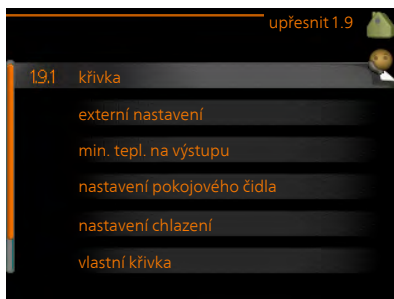 upřesnit 1.9
1.9.1 křivka
externí nastavení
min. tepl. na výstupu
nastavení pokojového čidla
nastavení chlazení
vlastní křivka